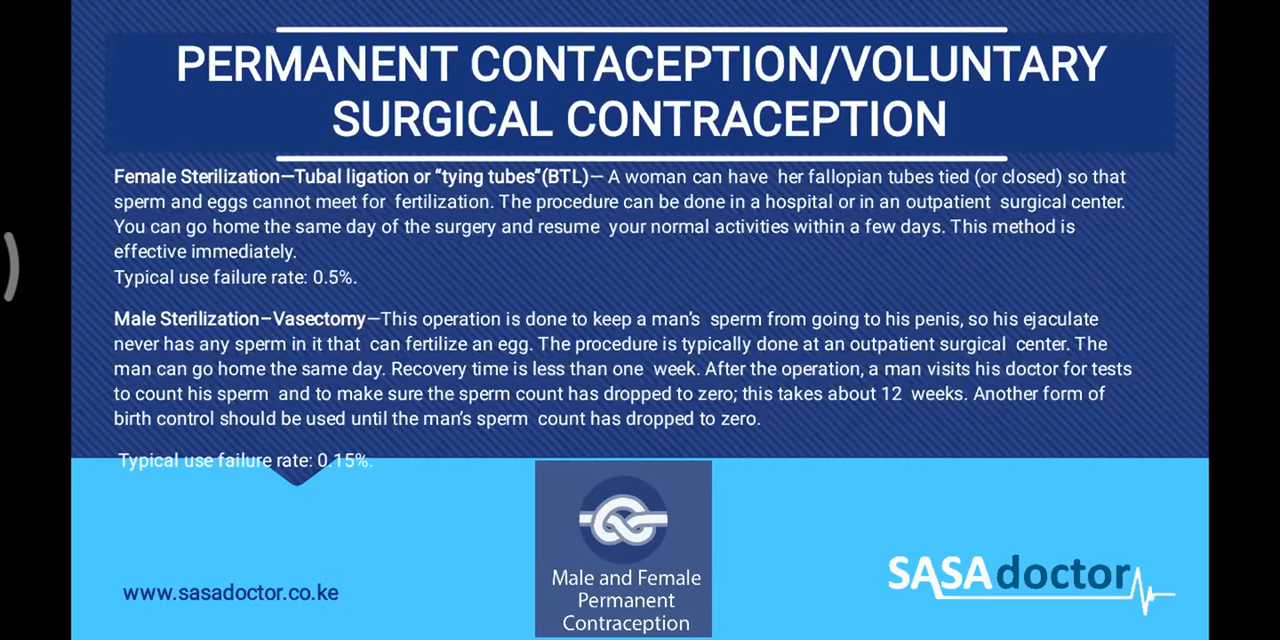 PERMANENT CONTACEPTION/VOLUNTARY
SURGICAL CONTRACEPTION
Female Sterilization—Tubal ligation or “tying tubes”(BTL)— A woman can have her fallopian tubes tied (or closed) so that
sperm and eggs cannot meet for fertilization. The procedure can be done in a hospital or in an outpatient surgical center.
You can go home the same day of the surgery and resume your normal activities within a few days. This method is
effective immediately.
Typical use failure rate: 0.5%.
Male Sterilization–Vasectomy—This operation is done to keep a man’s sperm from going to his penis, so his ejaculate
never has any sperm in it that can fertilize an egg. The procedure is typically done at an outpatient surgical center. The
man can go home the same day. Recovery time is less than one week. After the operation, a man visits his doctor for tests
to count his sperm and to make sure the sperm count has dropped to zero; this takes about 12 weeks. Another form of
birth control should be used until the man’s sperm count has dropped to zero.
Typical use failure rate: 0.15%.
Male and Female
Permanent
Contraception
www.sasadoctor.co.ke
SASAdoctor